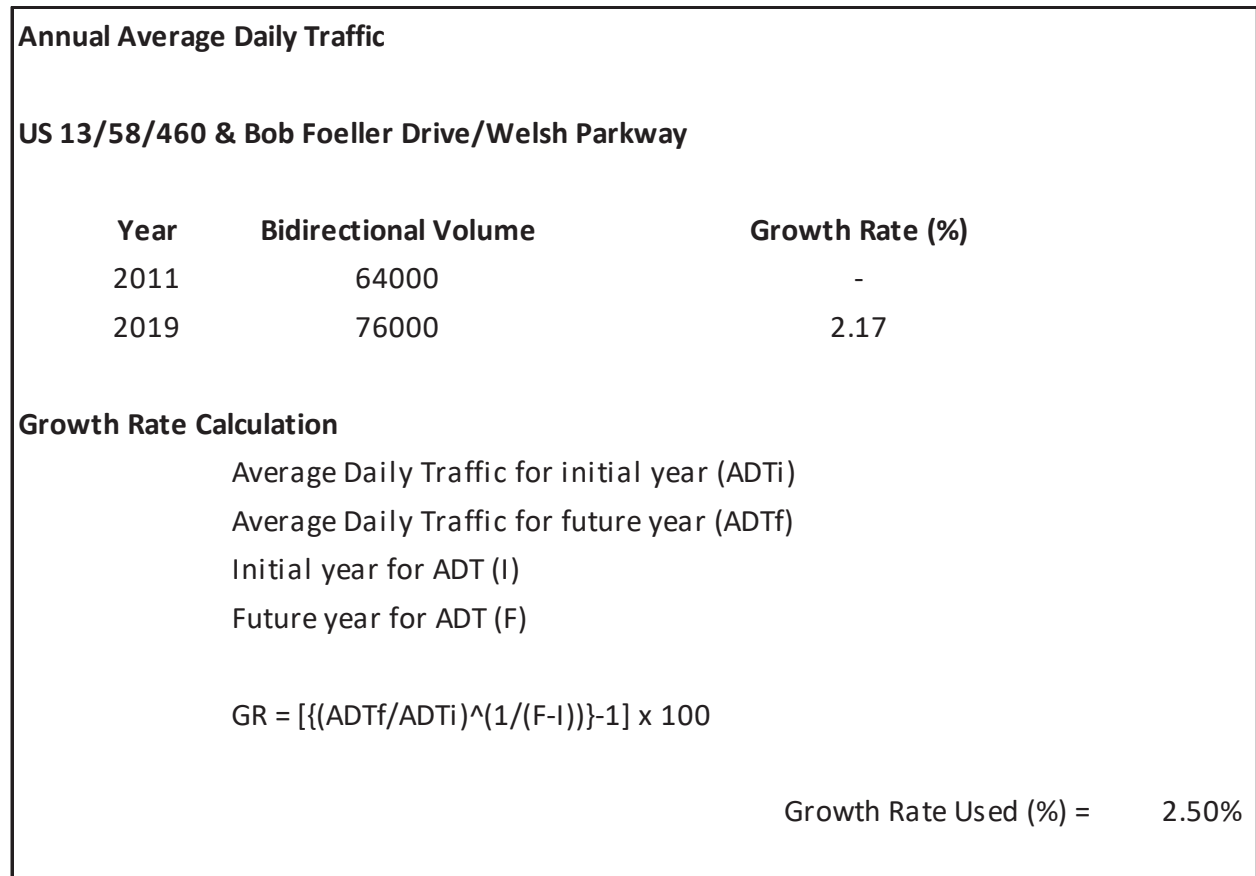 Annual Average Daily Traffic
US 13/58/460 & Bob Foeller Drive/Welsh Parkway
Year Bidirectional Volume Growth Rate (%)
2011 64000 -
2019 76000 2.17
Growth Rate Calculation
Average Daily Traffic for initial year (ADTi)
Average Daily Traffic for future year (ADTf)
Initial year for ADT (I)
Future year for ADT (F)
GR = [{(ADTf/ADTi)^(1/(F-I))}-1] x 100
Growth Rate Used (%) = 2.50%